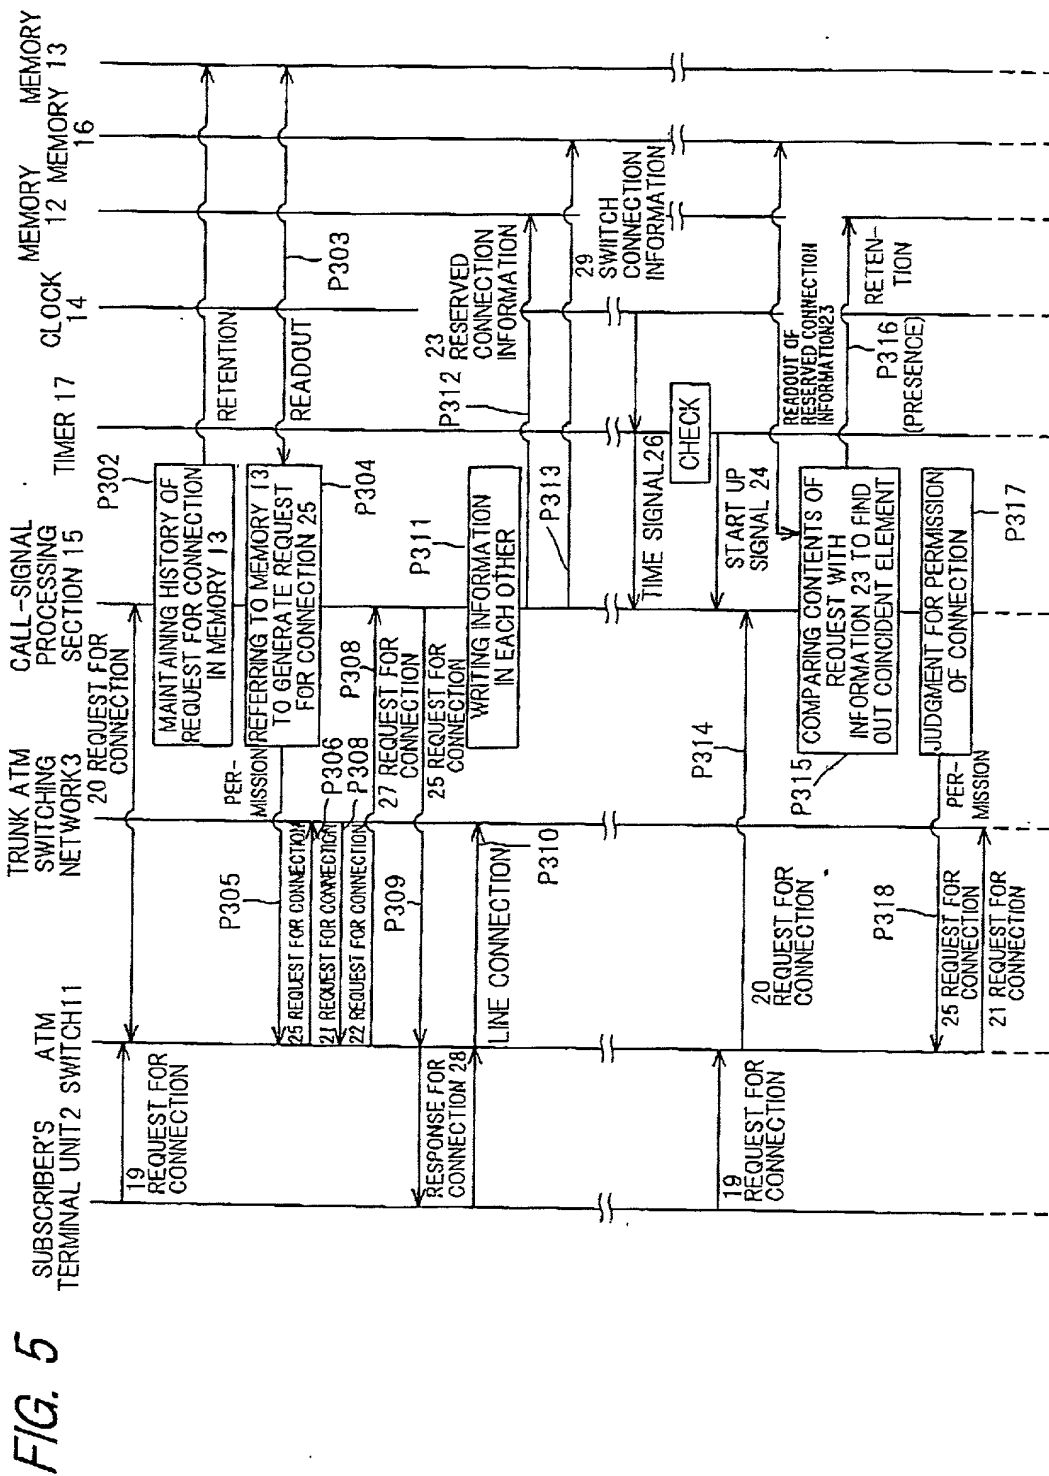 FIG. 5
SUBSCRIBER'S
TERMINAL UNIT2
ATM
SWITCH11
TRUNK ATM
SWITCHING
NETWORK3
CALL-SIGNAL
PROCESSING
SECTION 15
TIMER 17
CLOCK
14
MEMORY
12
MEMORY
16
MEMORY
13
19
REQUEST FOR
CONNECTION
20 REQUEST FOR
CONNECTION
P302
MAINTAINING HISTORY OF
REQUEST FOR CONNECTION
IN MEMORY 13
RETENTION
READOUT
P303
REFERRING TO MEMORY 13
TO GENERATE REQUEST
FOR CONNECTION 25
P304
PER-
MISSION
P305
25 REQUEST FOR CONNECTION
P306
21 REQUEST FOR CONNECTION
P308
22 REQUEST FOR CONNECTION
P308
27 REQUEST FOR
CONNECTION
25 REQUEST FOR
CONNECTION
P309
RESPONSE FOR
CONNECTION 28
LINE CONNECTION
P310
P311
WRITING INFORMATION
IN EACH OTHER
P312
23
RESERVED
CONNECTION
INFORMATION
P313
29
SWIITCH
CONNECTION
INFORMATION
TIME SIGNAL26
CHECK
START UP
SIGNAL 24
19
REQUEST FOR
CONNECTION
20
REQUEST FOR
CONNECTION
P314
READOUT OF
RESERVED CONNECTION
INFORMATION23
P315
COMPARING CONTENTS OF
REQUEST WITH
INFORMATION 23 TO FIND
OUT COINCIDENT ELEMENT
P316
RETEN-
TION
(PRESENCE)
JUDGMENT FOR PERMISSION
OF CONNECTION
P317
PER-
MISSION
P318
25 REQUEST FOR
CONNECTION
21 REQUEST FOR
CONNECTION